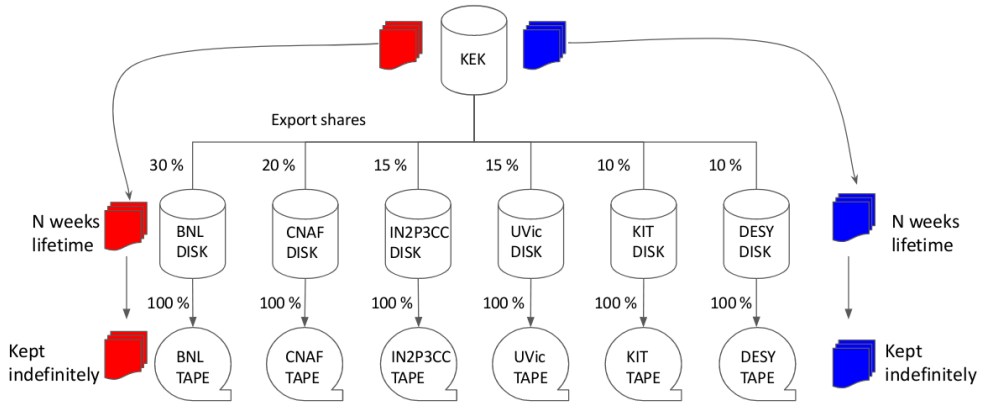 KEK
Export shares
30 %
20 %
15 %
15 %
10 %
10 %
N weeks
lifetime
BNL
DISK
CNAF
DISK
IN2P3CC
DISK
UVic
DISK
KIT
DISK
DESY
DISK
N weeks
lifetime
100 %
100 %
100 %
100 %
100 %
100 %
Kept
indefinitely
BNL
TAPE
CNAF
TAPE
IN2P3CC
TAPE
UVic
TAPE
KIT
TAPE
DESY
TAPE
Kept
indefinitely